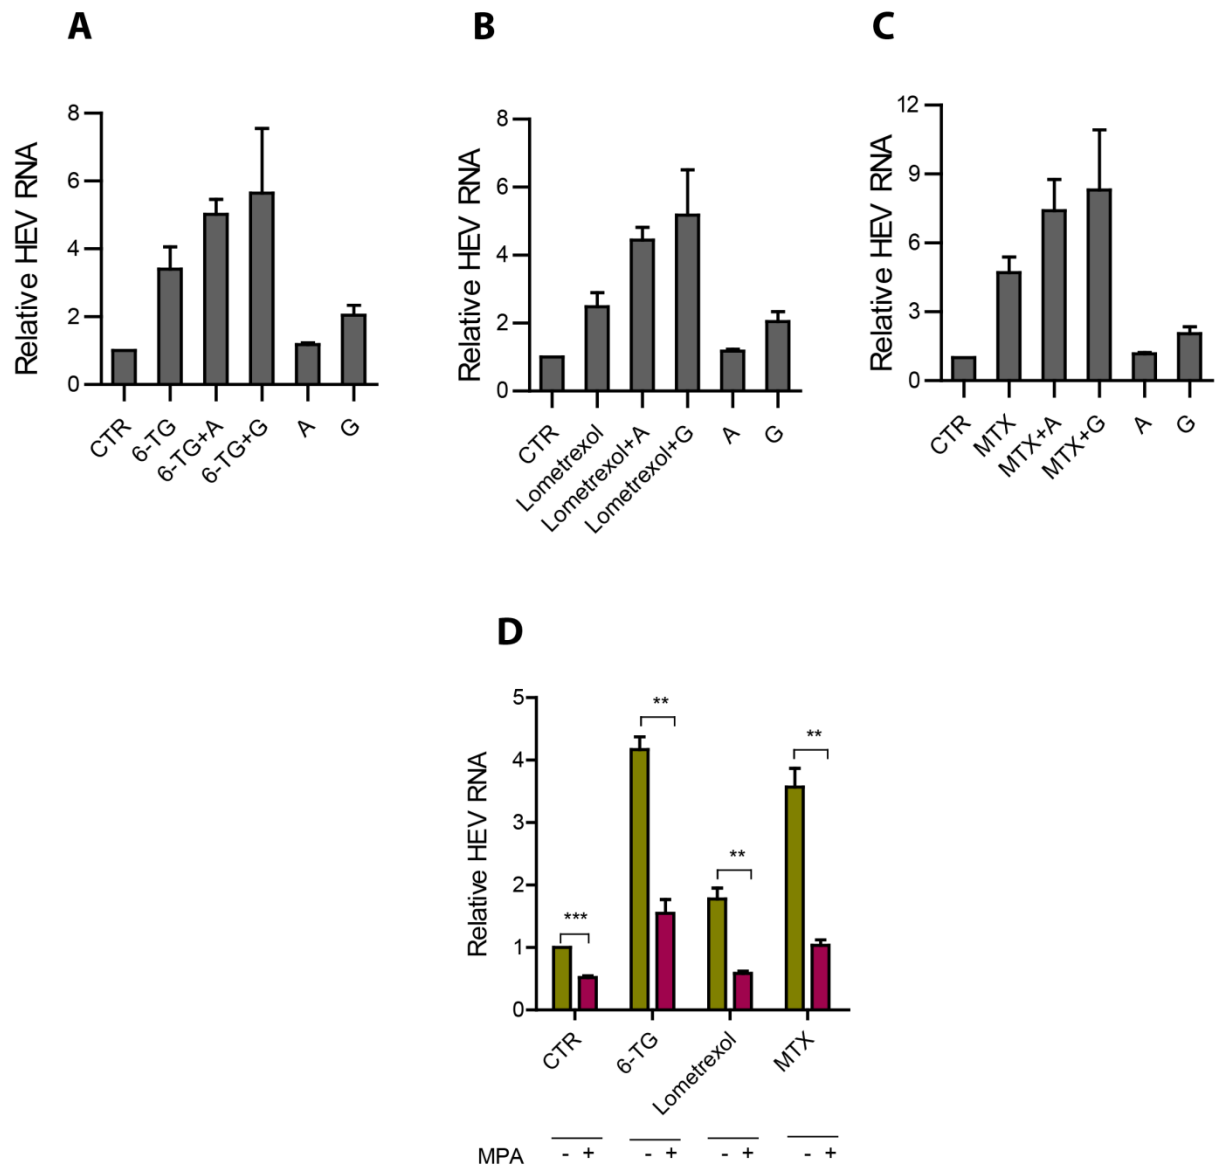 A
Relative HEV RNA
8
6
4
2
0
CTR
6-TG
6-TG+A
6-TG+G
A
G
B
Relative HEV RNA
8
6
4
2
0
CTR
Lometrexol
Lometrexol+A
Lometrexol+G
A
G
C
Relative HEV RNA
12
9
6
3
0
CTR
MTX
MTX+A
MTX+G
A
G
D
Relative HEV RNA
5
4
3
2
1
0
***
**
**
**
CTR
6-TG
Lometrexol
MTX
MPA - + - + - + - +